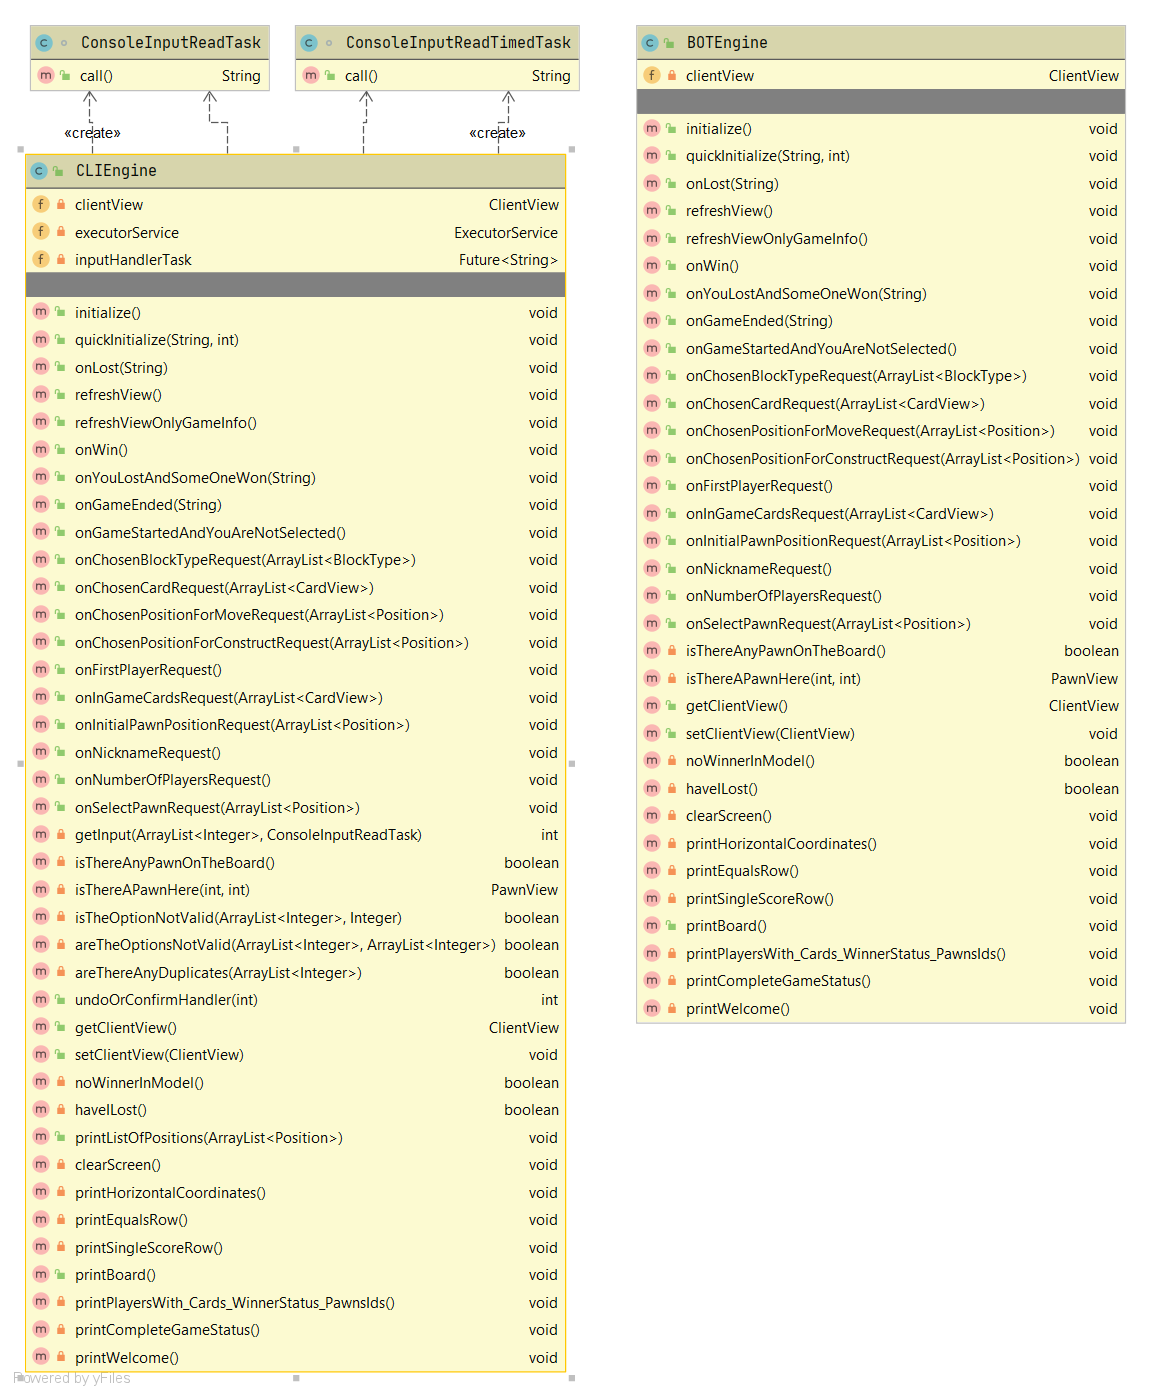 ConsoleInputReadTask
call() String
ConsoleInputReadTimedTask
call() String
«create»
«create»
CLIEngine
clientView ClientView
executorService ExecutorService
inputHandlerTask Future<String>
initialize() void
quickInitialize(String, int) void
onLost(String) void
refreshView() void
refreshViewOnlyGameInfo() void
onWin() void
onYouLostAndSomeOneWon(String) void
onGameEnded(String) void
onGameStartedAndYouAreNotSelected() void
onChosenBlockTypeRequest(ArrayList<BlockType>) void
onChosenCardRequest(ArrayList<CardView>) void
onChosenPositionForMoveRequest(ArrayList<Position>) void
onChosenPositionForConstructRequest(ArrayList<Position>) void
onFirstPlayerRequest() void
onInGameCardsRequest(ArrayList<CardView>) void
onInitialPawnPositionRequest(ArrayList<Position>) void
onNicknameRequest() void
onNumberOfPlayersRequest() void
onSelectPawnRequest(ArrayList<Position>) void
getInput(ArrayList<Integer>, ConsoleInputReadTask) int
isThereAnyPawnOnTheBoard() boolean
isThereAPawnHere(int, int) PawnView
isTheOptionNotValid(ArrayList<Integer>, Integer) boolean
areTheOptionsNotValid(ArrayList<Integer>, ArrayList<Integer>) boolean
areThereAnyDuplicates(ArrayList<Integer>) boolean
undoOrConfirmHandler(int) int
getClientView() ClientView
setClientView(ClientView) void
noWinnerInModel() boolean
haveILost() boolean
printListOfPositions(ArrayList<Position>) void
clearScreen() void
printHorizontalCoordinates() void
printEqualsRow() void
printSingleScoreRow() void
printBoard() void
printPlayersWith_Cards_WinnerStatus_PawnsIds() void
printCompleteGameStatus() void
printWelcome() void
Powered by yFiles
BOTEngine
clientView ClientView
initialize() void
quickInitialize(String, int) void
onLost(String) void
refreshView() void
refreshViewOnlyGameInfo() void
onWin() void
onYouLostAndSomeOneWon(String) void
onGameEnded(String) void
onGameStartedAndYouAreNotSelected() void
onChosenBlockTypeRequest(ArrayList<BlockType>) void
onChosenCardRequest(ArrayList<CardView>) void
onChosenPositionForMoveRequest(ArrayList<Position>) void
onChosenPositionForConstructRequest(ArrayList<Position>) void
onFirstPlayerRequest() void
onInGameCardsRequest(ArrayList<CardView>) void
onInitialPawnPositionRequest(ArrayList<Position>) void
onNicknameRequest() void
onNumberOfPlayersRequest() void
onSelectPawnRequest(ArrayList<Position>) void
isThereAnyPawnOnTheBoard() boolean
isThereAPawnHere(int, int) PawnView
getClientView() ClientView
setClientView(ClientView) void
noWinnerInModel() boolean
haveILost() boolean
clearScreen() void
printHorizontalCoordinates() void
printEqualsRow() void
printSingleScoreRow() void
printBoard() void
printPlayersWith_Cards_WinnerStatus_PawnsIds() void
printCompleteGameStatus() void
printWelcome() void